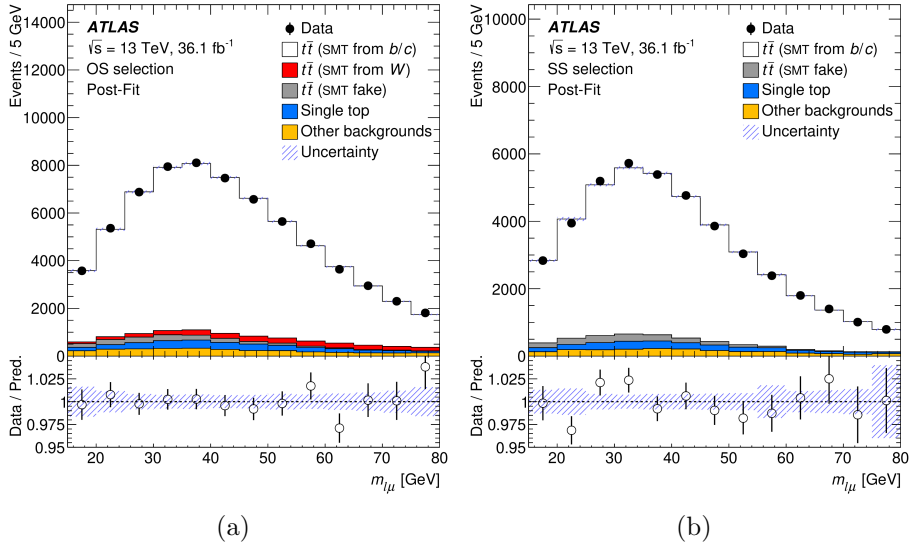 ATLAS
√s = 13 TeV, 36.1 fb⁻¹
OS selection
Post-Fit
Data
tt̄ (SMT from b/c)
tt̄ (SMT from W)
tt̄ (SMT fake)
Single top
Other backgrounds
Uncertainty
Events / 5 GeV
14000
12000
10000
8000
6000
4000
2000
0
Data / Pred.
1.025
1
0.975
0.95
20 30 40 50 60 70 80
m_lμ [GeV]
(a)
ATLAS
√s = 13 TeV, 36.1 fb⁻¹
SS selection
Post-Fit
Data
tt̄ (SMT from b/c)
tt̄ (SMT fake)
Single top
Other backgrounds
Uncertainty
Events / 5 GeV
10000
8000
6000
4000
2000
0
Data / Pred.
1.025
1
0.975
0.95
20 30 40 50 60 70 80
m_lμ [GeV]
(b)